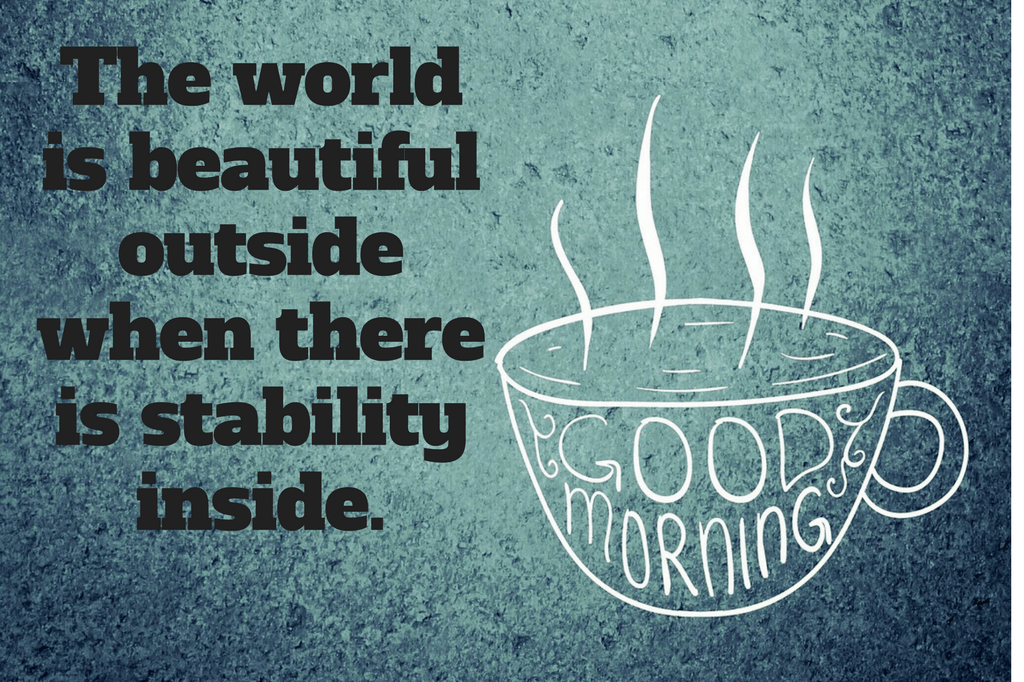 The world
is beautiful
outside
when there
is stability
inside.
GOOD
MORNING